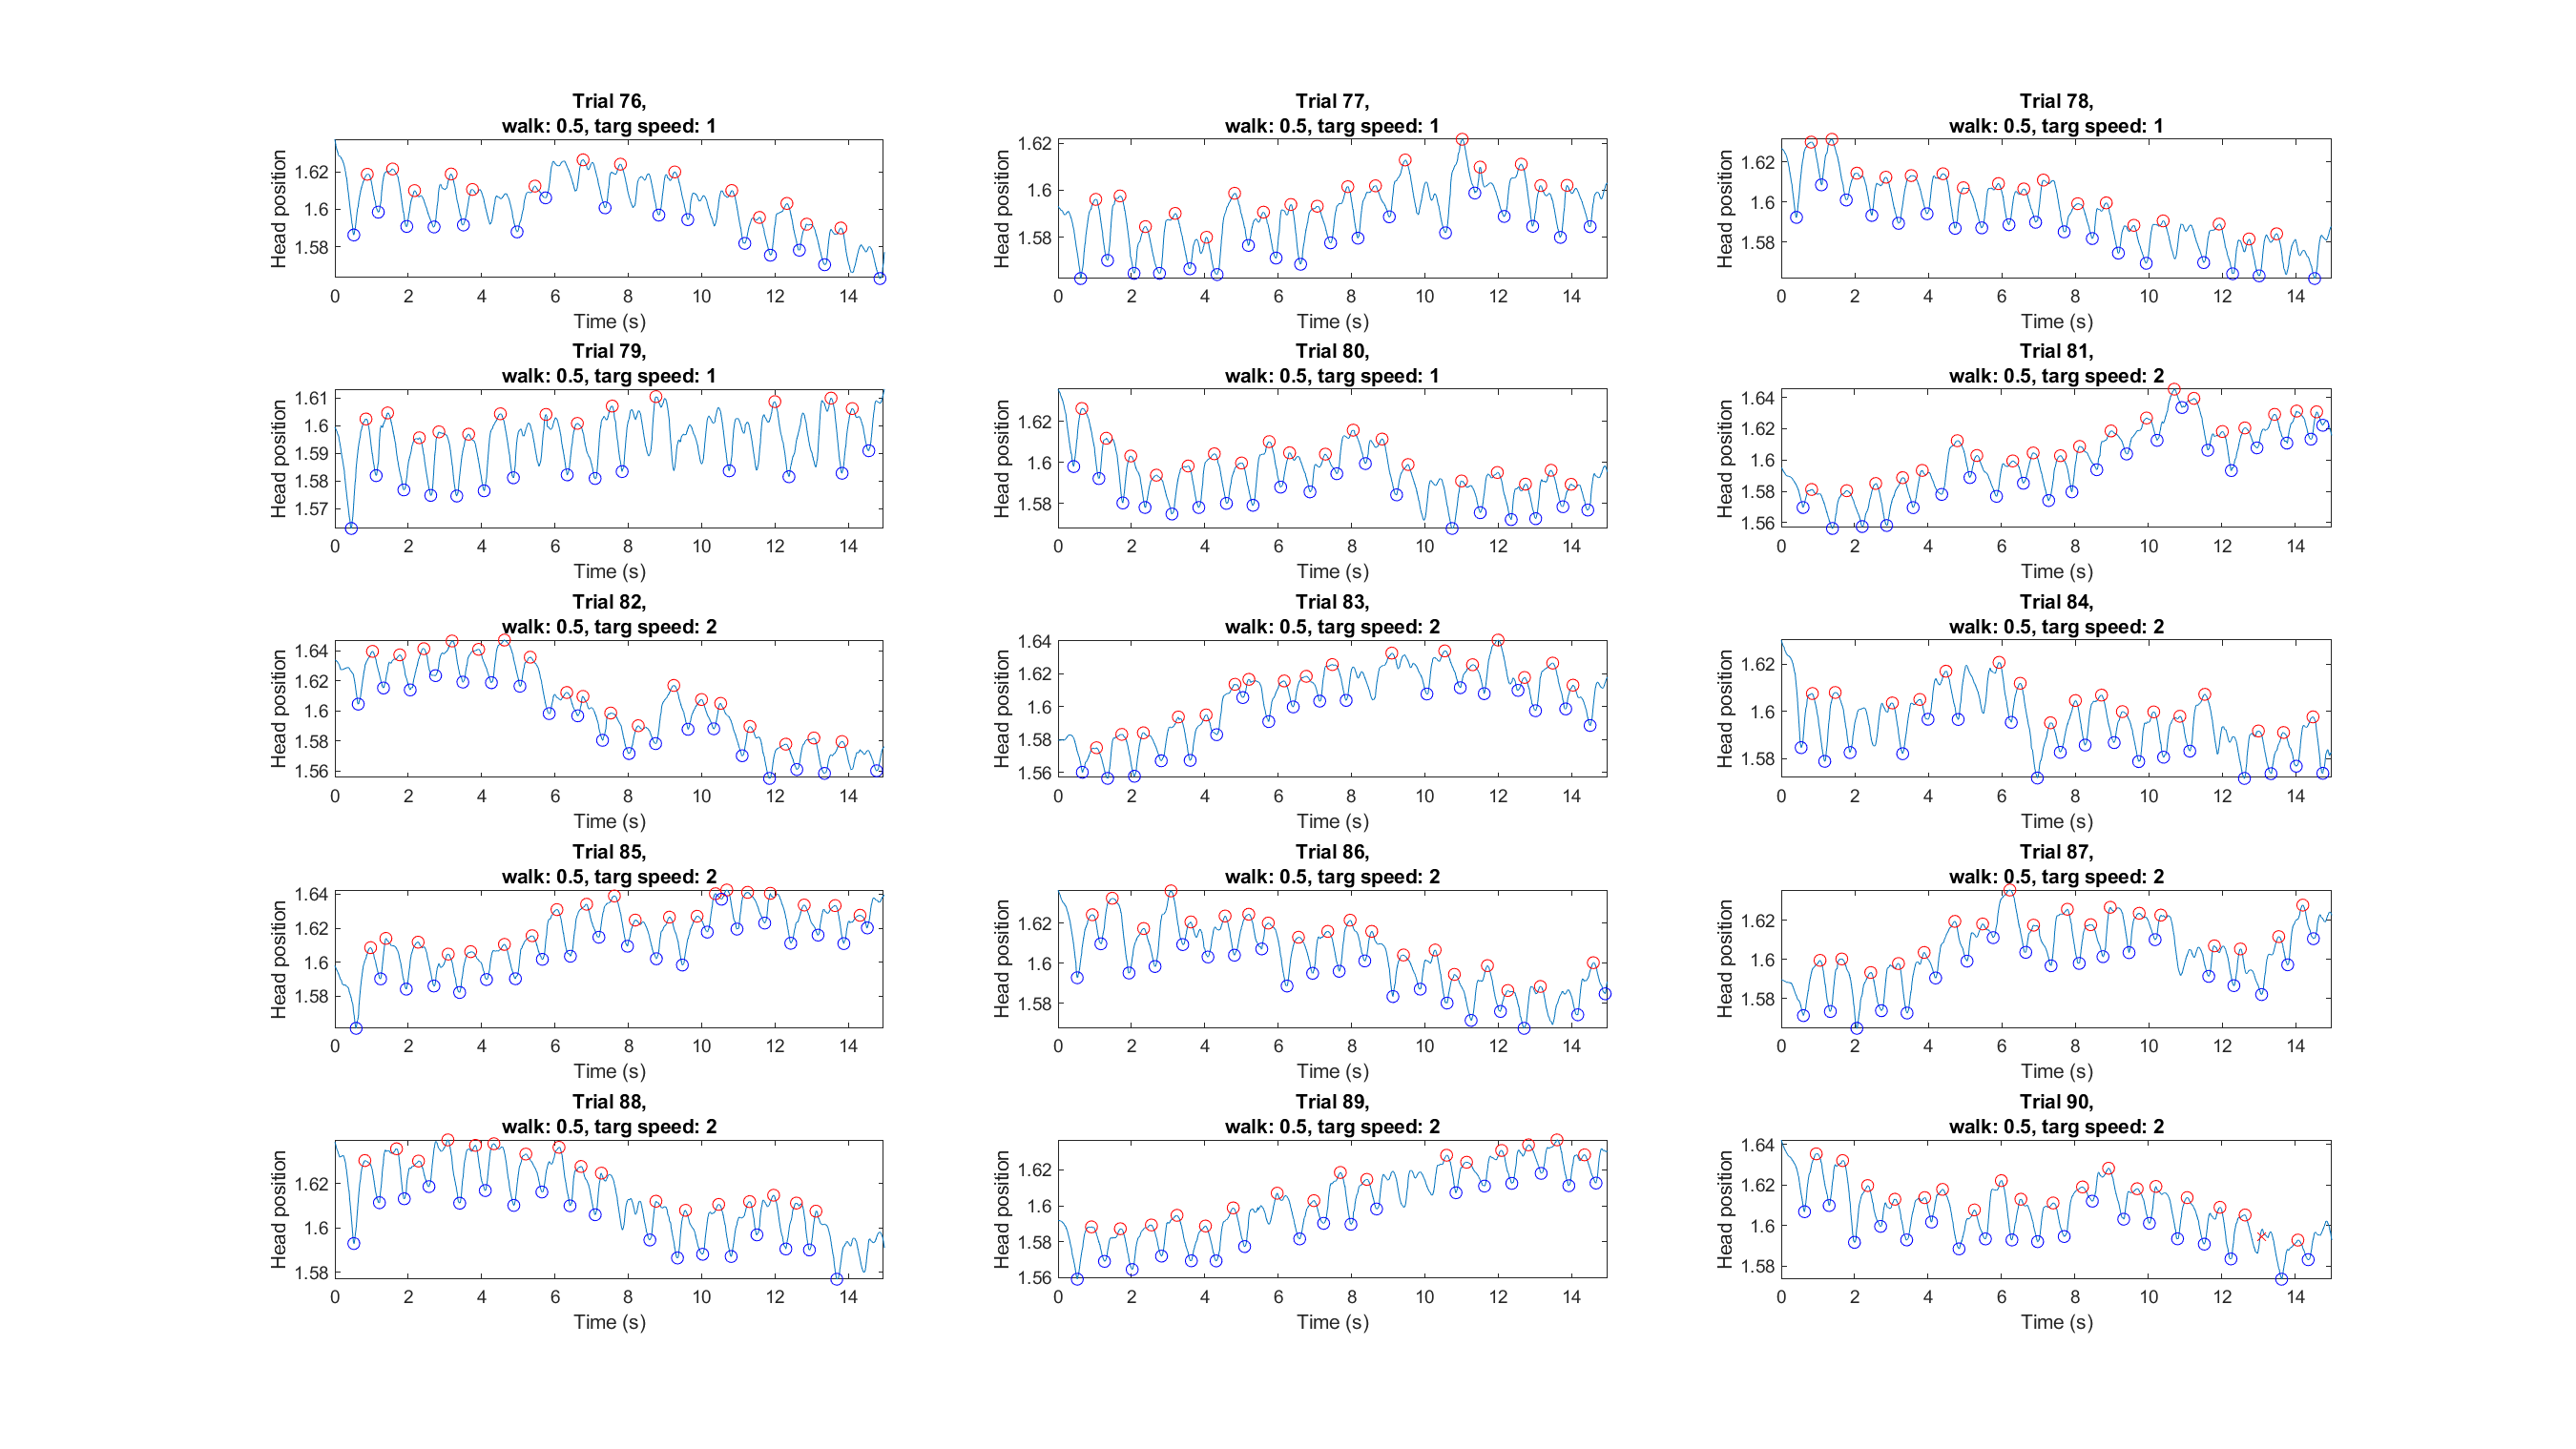 Trial 76,
walk: 0.5, targ speed: 1
Head position
1.62
1.6
1.58
0 2 4 6 8 10 12 14
Time (s)
Trial 77,
walk: 0.5, targ speed: 1
Head position
1.62
1.6
1.58
0 2 4 6 8 10 12 14
Time (s)
Trial 78,
walk: 0.5, targ speed: 1
Head position
1.62
1.6
1.58
0 2 4 6 8 10 12 14
Time (s)
Trial 79,
walk: 0.5, targ speed: 1
Head position
1.61
1.6
1.59
1.58
1.57
0 2 4 6 8 10 12 14
Time (s)
Trial 80,
walk: 0.5, targ speed: 1
Head position
1.62
1.6
1.58
0 2 4 6 8 10 12 14
Time (s)
Trial 81,
walk: 0.5, targ speed: 2
Head position
1.64
1.62
1.6
1.58
1.56
0 2 4 6 8 10 12 14
Time (s)
Trial 82,
walk: 0.5, targ speed: 2
Head position
1.64
1.62
1.6
1.58
1.56
0 2 4 6 8 10 12 14
Time (s)
Trial 83,
walk: 0.5, targ speed: 2
Head position
1.64
1.62
1.6
1.58
1.56
0 2 4 6 8 10 12 14
Time (s)
Trial 84,
walk: 0.5, targ speed: 2
Head position
1.62
1.6
1.58
0 2 4 6 8 10 12 14
Time (s)
Trial 85,
walk: 0.5, targ speed: 2
Head position
1.64
1.62
1.6
1.58
0 2 4 6 8 10 12 14
Time (s)
Trial 86,
walk: 0.5, targ speed: 2
Head position
1.62
1.6
1.58
0 2 4 6 8 10 12 14
Time (s)
Trial 87,
walk: 0.5, targ speed: 2
Head position
1.62
1.6
1.58
0 2 4 6 8 10 12 14
Time (s)
Trial 88,
walk: 0.5, targ speed: 2
Head position
1.62
1.6
1.58
0 2 4 6 8 10 12 14
Time (s)
Trial 89,
walk: 0.5, targ speed: 2
Head position
1.62
1.6
1.58
1.56
0 2 4 6 8 10 12 14
Time (s)
Trial 90,
walk: 0.5, targ speed: 2
Head position
1.64
1.62
1.6
1.58
0 2 4 6 8 10 12 14
Time (s)